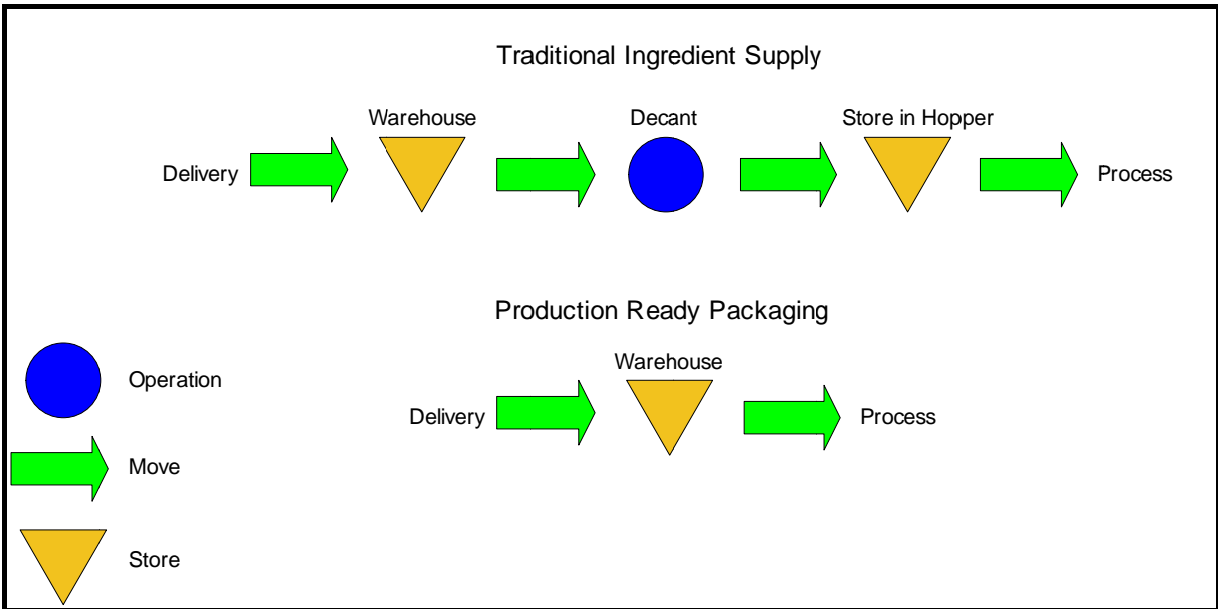 Traditional Ingredient Supply
Warehouse
Decant
Store in Hopper
Delivery
Process
Production Ready Packaging
Warehouse
Delivery
Process
Operation
Move
Store